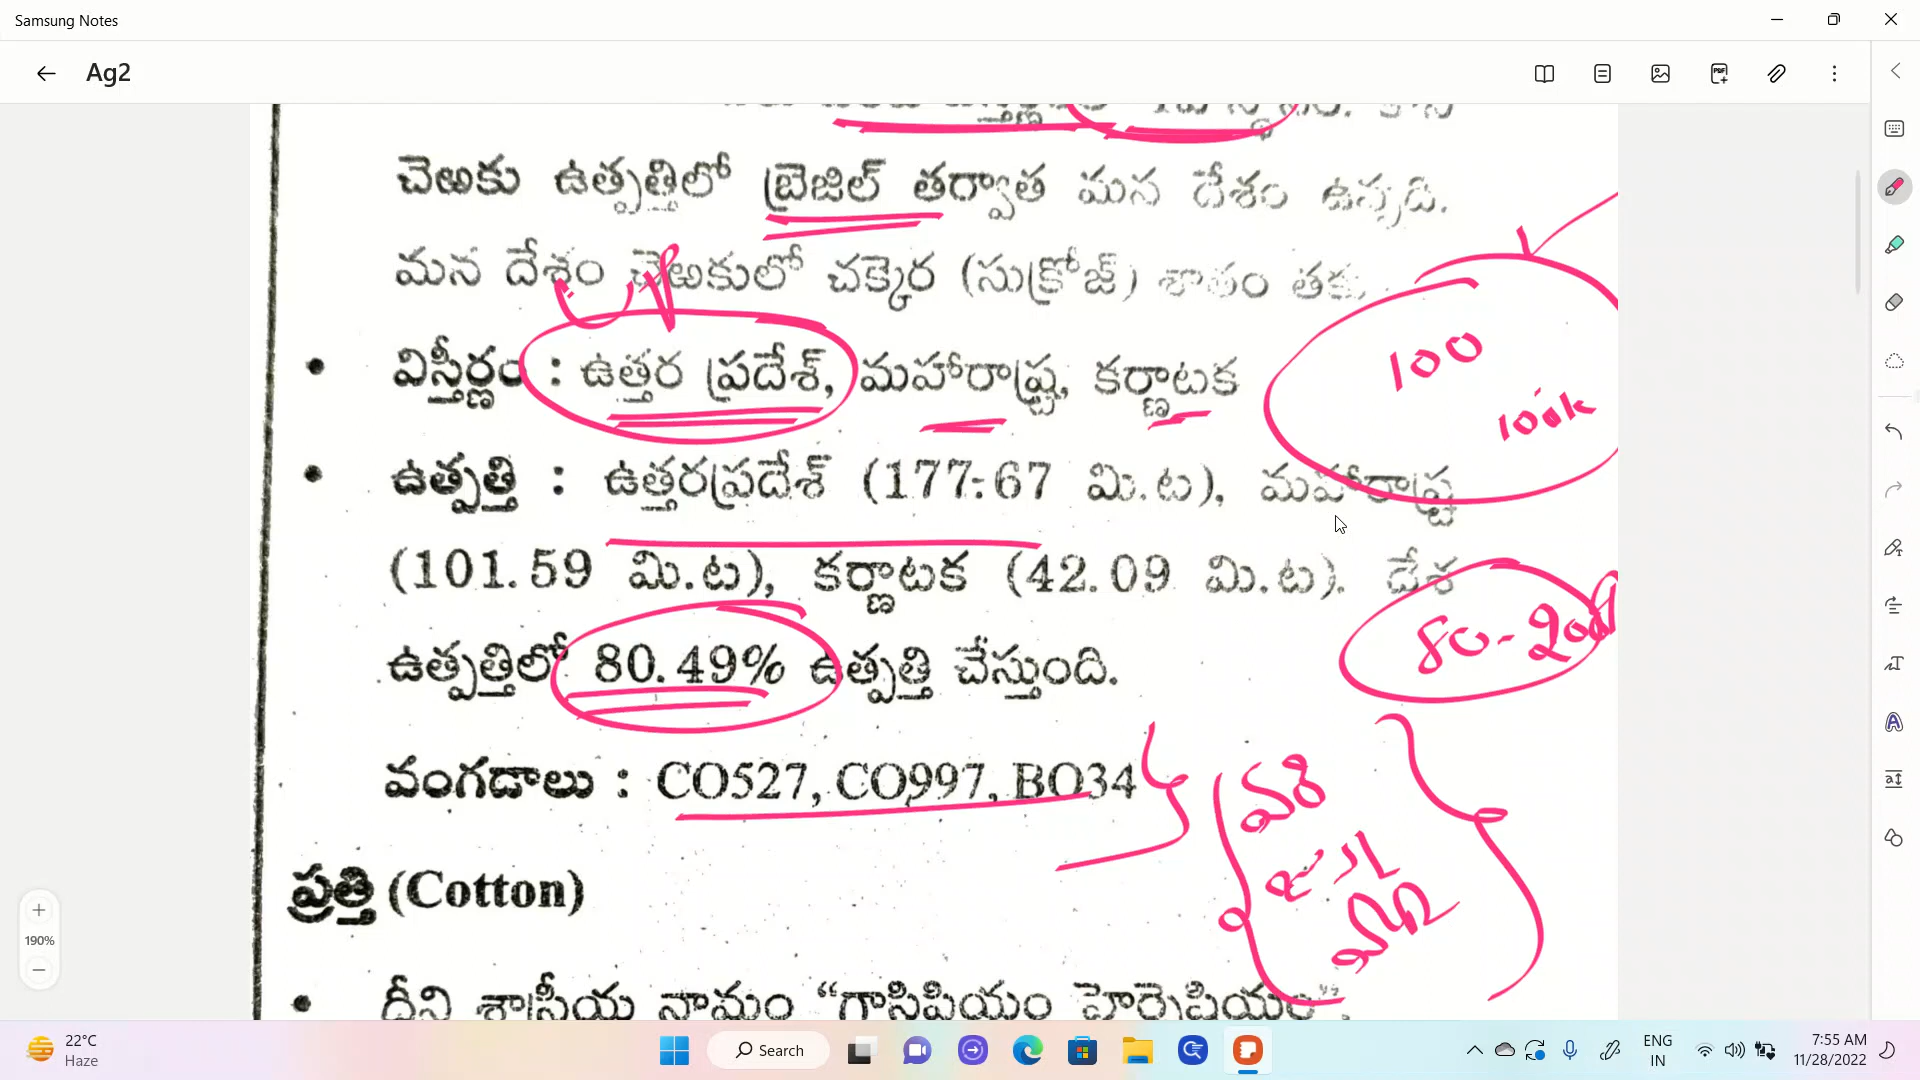 Samsung Notes
Ag2
చెఱకు ఉత్పత్తిలో బ్రెజిల్ తర్వాత మన దేశం ఉన్నది.
మన దేశం చెఱకులో చక్కెర (సుక్రోజ్) శాతం తక్కు
• విస్తీర్ణం : ఉత్తర ప్రదేశ్, మహారాష్ట్ర, కర్ణాటక
100
100k
• ఉత్పత్తి : ఉత్తరప్రదేశ్ (177.67 మి.ట), మహారాష్ట్ర
(101.59 మి.ట), కర్ణాటక (42.09 మి.ట). దేశ
ఉత్పత్తిలో 80.49% ఉత్పత్తి చేస్తుంది.
వంగడాలు : CO527, CO997, BO34
వరి
ప్రత్తి (Cotton)
• దీని శాస్త్రీయ నామం “గాసిపియం హెర్బెషియం”.
190%
22°C
Haze
Search
ENG
IN
7:55 AM
11/28/2022